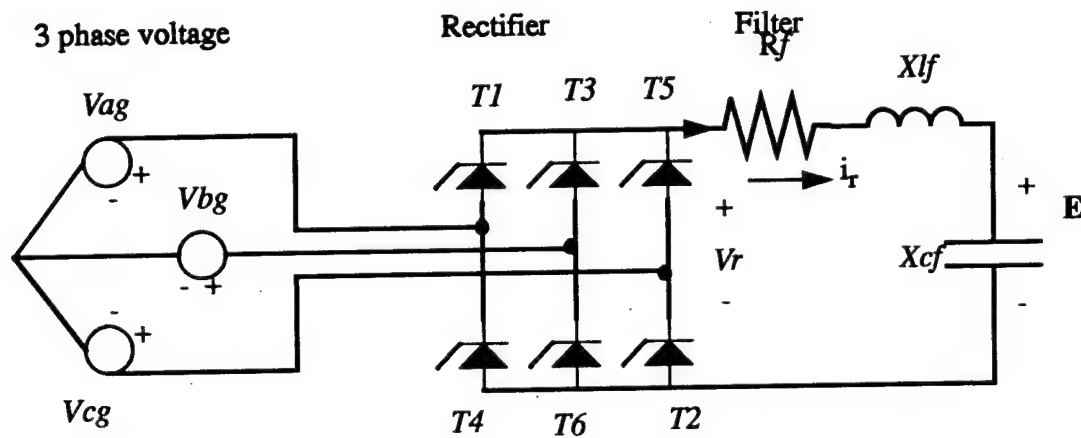 3 phase voltage
Rectifier
Filter
Rf
Xlf
Vag
T1
T3
T5
+
-
Vbg
ir
+
+
E
- +
Vr
Xcf
-
+
-
-
Vcg
T4
T6
T2